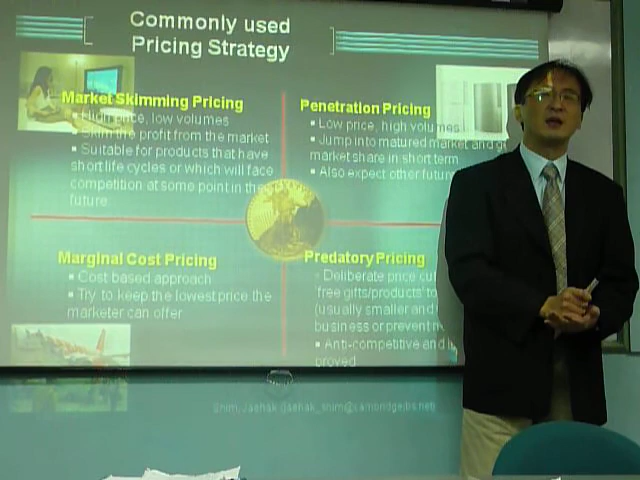 Commonly used
Pricing Strategy
Market Skimming Pricing
▪ High price, low volumes
▪ Skim the profit from the market
▪ Suitable for products that have
short life cycles or which will face
competition at some point in the
future
Penetration Pricing
▪ Low price, high volumes
▪ Jump into matured market and
market share in short term
▪ Also expect other
Marginal Cost Pricing
▪ Cost based approach
▪ Try to keep the lowest price the
marketer can offer
Predatory Pricing
▪ Deliberate price
'free gifts/products' to
(usually smaller and
business or prevent
▪ Anti-competitive and
proved